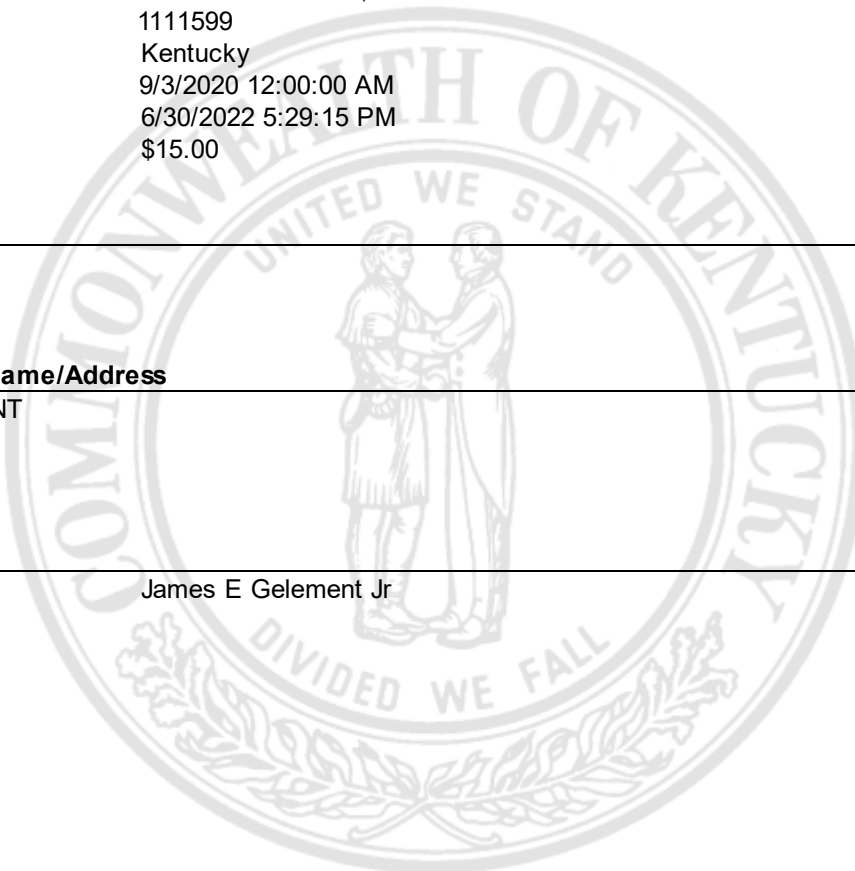 1111599
Kentucky
9/3/2020 12:00:00 AM
6/30/2022 5:29:15 PM
$15.00
COMMONWEALTH OF KENTUCKY
UNITED WE STAND
ame/Address
NT
James E Gelement Jr
DIVIDED WE FALL